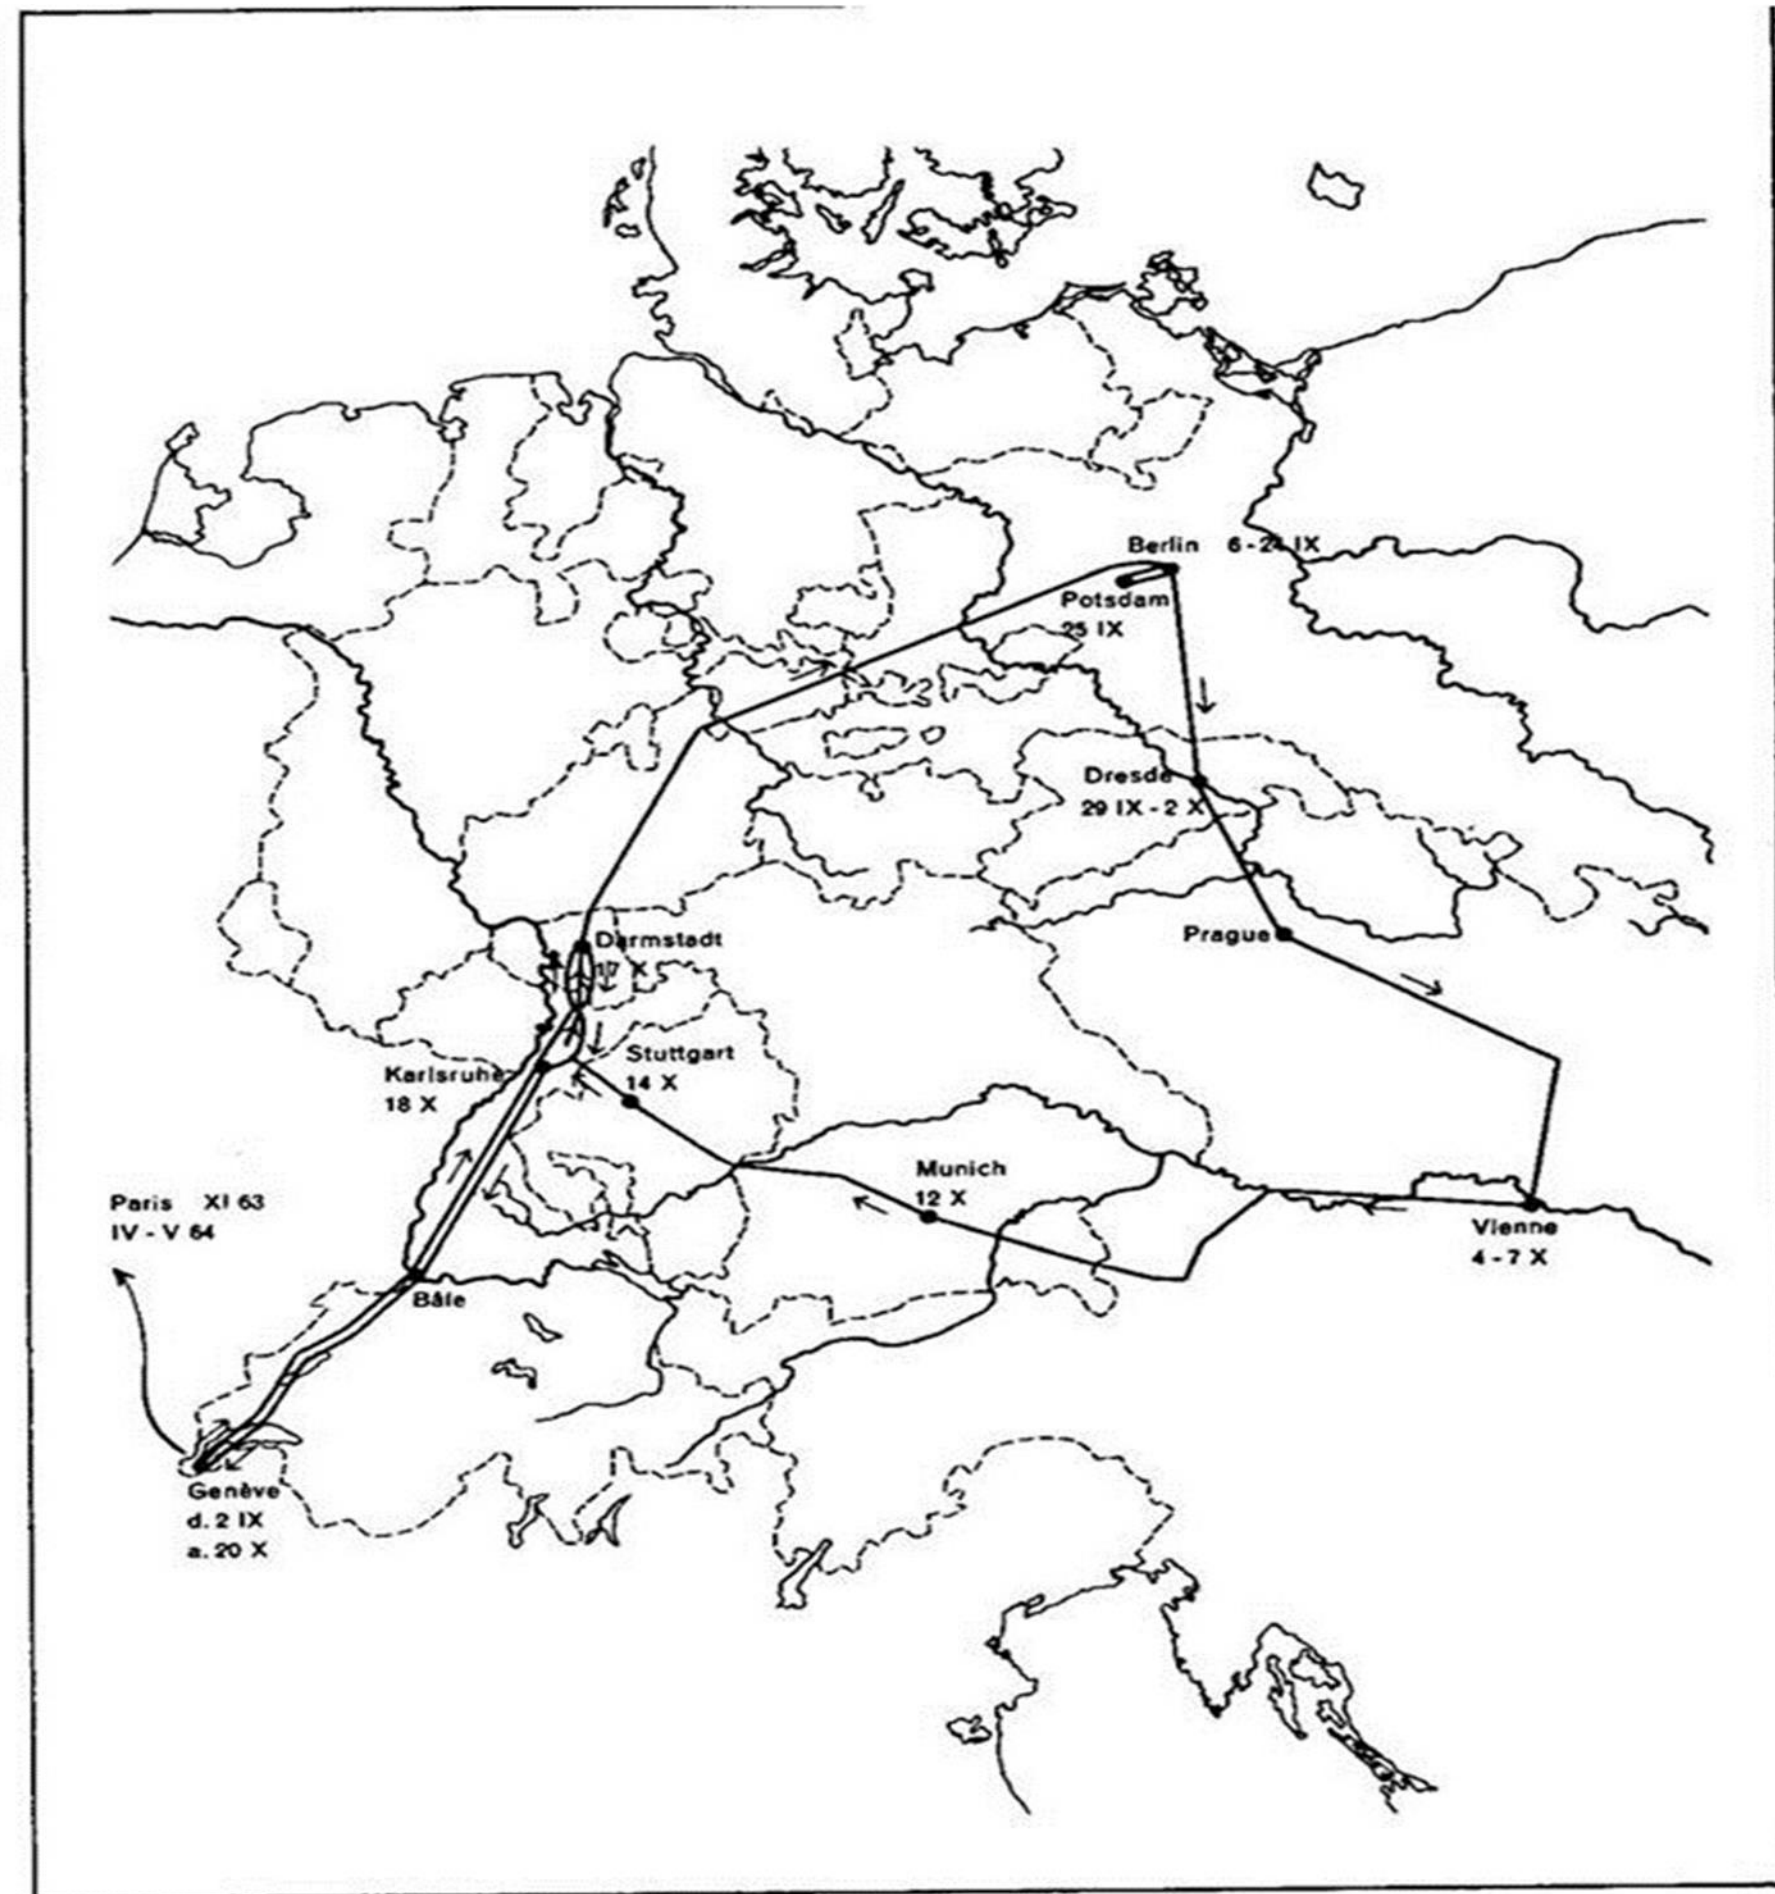 Berlin 6-24 IX
Potsdam
25 IX
Dresde
29 IX - 2 X
Prague
Darmstadt
17 X
Stuttgart
14 X
Karlsruhe
18 X
Munich
12 X
Paris XI 63
IV - V 64
Vienne
4 - 7 X
Bâle
Genève
d. 2 IX
a. 20 X